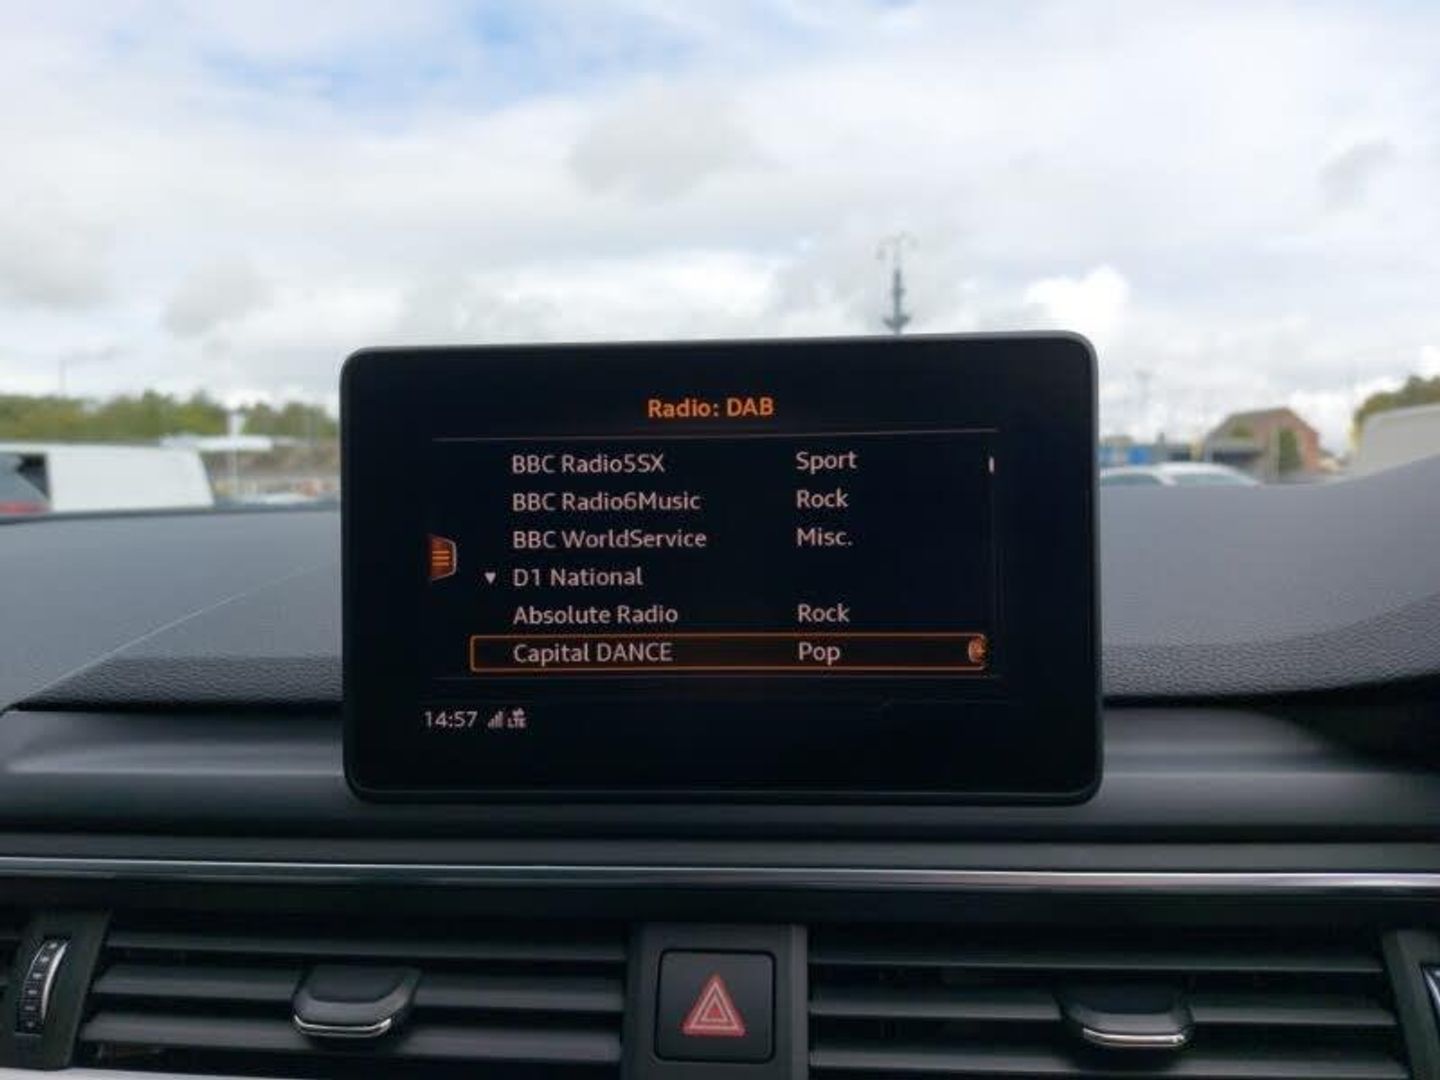 Radio: DAB
BBC Radio5SX Sport
BBC Radio6Music Rock
BBC WorldService Misc.
D1 National
Absolute Radio Rock
Capital DANCE Pop
14:57 LTE